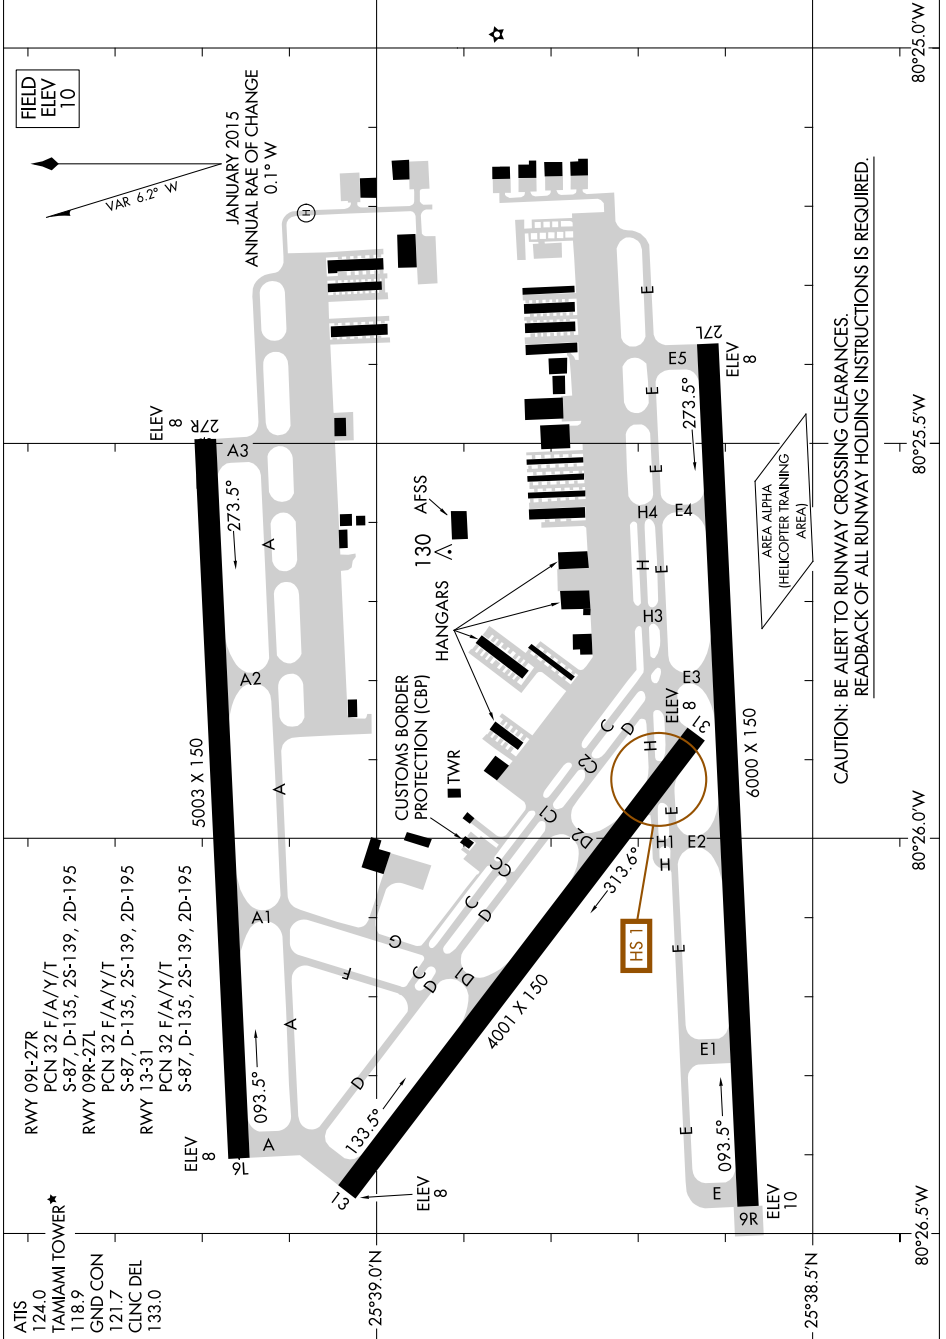 ATIS
124.0
TAMIAMI TOWER★
118.9
GND CON
121.7
CLNC DEL
133.0
RWY 09L-27R
PCN 32 F/A/Y/T
S-87, D-135, 2S-139, 2D-195
RWY 09R-27L
PCN 32 F/A/Y/T
S-87, D-135, 2S-139, 2D-195
RWY 13-31
PCN 32 F/A/Y/T
S-87, D-135, 2S-139, 2D-195
FIELD
ELEV
10
VAR 6.2° W
JANUARY 2015
ANNUAL RAE OF CHANGE
0.1° W
H
ELEV
8
9L
093.5°
5003 X 150
273.5°
ELEV
8
27R
A
A
A1
A
A2
A
A3
F
G
D
ELEV
8
13
133.5°
4001 X 150
313.6°
ELEV
8
31
C
D
D1
C
D
CC
C1
D2
C2
C
D
CUSTOMS BORDER
PROTECTION (CBP)
TWR
HANGARS
130
AFSS
HS 1
H
H1
H
H3
H
H4
E
E
E1
E
E2
E
E3
E
E4
E
E5
E
E
ELEV
10
9R
093.5°
6000 X 150
273.5°
ELEV
8
27L
AREA ALPHA
(HELICOPTER TRAINING
AREA)
CAUTION: BE ALERT TO RUNWAY CROSSING CLEARANCES.
READBACK OF ALL RUNWAY HOLDING INSTRUCTIONS IS REQUIRED.
25°39.0'N
25°38.5'N
80°26.5'W
80°26.0'W
80°25.5'W
80°25.0'W